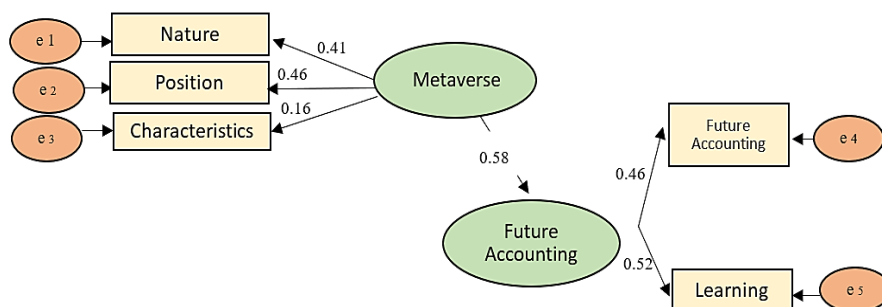 e 1
Nature
0.41
e 2
Position
0.46
Metaverse
e 3
Characteristics
0.16
0.58
Future
Accounting
0.46
Future
Accounting
e 4
0.52
Learning
e 5